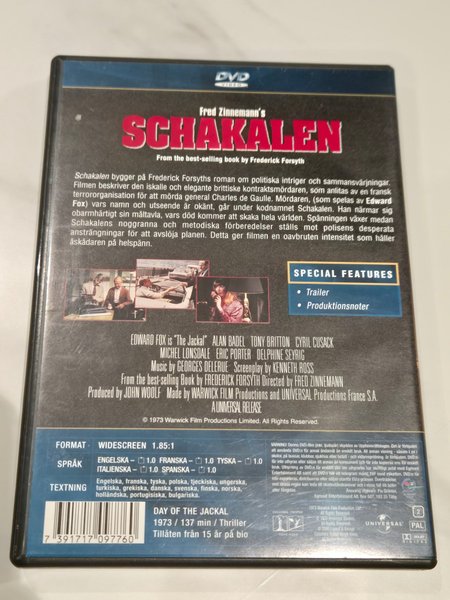 DVD
VIDEO
Fred Zinnemann's
SCHAKALEN
From the best-selling book by Frederick Forsyth
Schakalen bygger på Frederick Forsyths roman om politiska intriger och sammansvärjningar.
Filmen beskriver den iskalle och elegante brittiske kontraktsmördaren, som anlitas av en fransk
terrororganisation för att mörda general Charles de Gaulle. Mördaren, (som spelas av Edward
Fox) vars namn och utseende är okänt, går under kodnamnet Schakalen. Han närmar sig
obarmhärtigt sin måltavla, vars död kommer att skaka hela världen. Spänningen växer medan
Schakalens noggranna och metodiska förberedelser ställs mot polisens desperata
ansträngningar för att avslöja planen. Detta ger filmen en oavbruten intensitet som håller
åskådaren på helspänn.
SPECIAL FEATURES
• Trailer
• Produktionsnoter
EDWARD FOX is "The Jackal" ALAN BADEL TONY BRITTON CYRIL CUSACK
MICHEL LONSDALE ERIC PORTER DELPHINE SEYRIG
Music by GEORGES DELERUE Screenplay by KENNETH ROSS
From the best-selling Book by FREDERICK FORSYTH Directed by FRED ZINNEMANN
Produced by JOHN WOOLF Made by WARWICK FILM Productions and UNIVERSAL Productions France S.A.
A UNIVERSAL RELEASE
© 1973 Warwick Film Productions Limited. All Rights Reserved.
FORMAT WIDESCREEN 1.85:1
SPRÅK ENGELSKA - 1.0 FRANSKA - 1.0 TYSKA - 1.0
ITALIENSKA - 1.0 SPANSKA - 1.0
TEXTNING Engelska, franska, tyska, polska, tjeckiska, ungerska,
turkiska, grekiska, danska, svenska, finska, norska,
holländska, portugisiska, bulgariska.
7 391717 097760
DAY OF THE JACKAL
1973 / 137 min / Thriller
Tillåten från 15 år på bio
UNIVERSAL
2
PAL